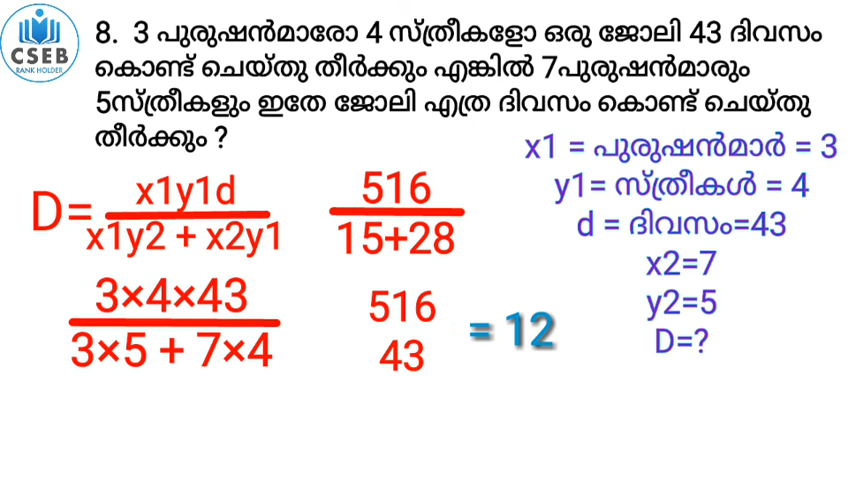 CSEB
RANK HOLDER
8. 3 പുരുഷൻമാരോ 4 സ്ത്രീകളോ ഒരു ജോലി 43 ദിവസം
കൊണ്ട് ചെയ്തു തീർക്കും എങ്കിൽ 7പുരുഷൻമാരും
5സ്ത്രീകളും ഇതേ ജോലി എത്ര ദിവസം കൊണ്ട് ചെയ്തു
തീർക്കും ?
x1 = പുരുഷൻമാർ = 3
y1= സ്ത്രീകൾ = 4
d = ദിവസം=43
x2=7
y2=5
D=?
D= x1y1d
x1y2 + x2y1
516
15+28
3×4×43
3×5 + 7×4
516
43
= 12